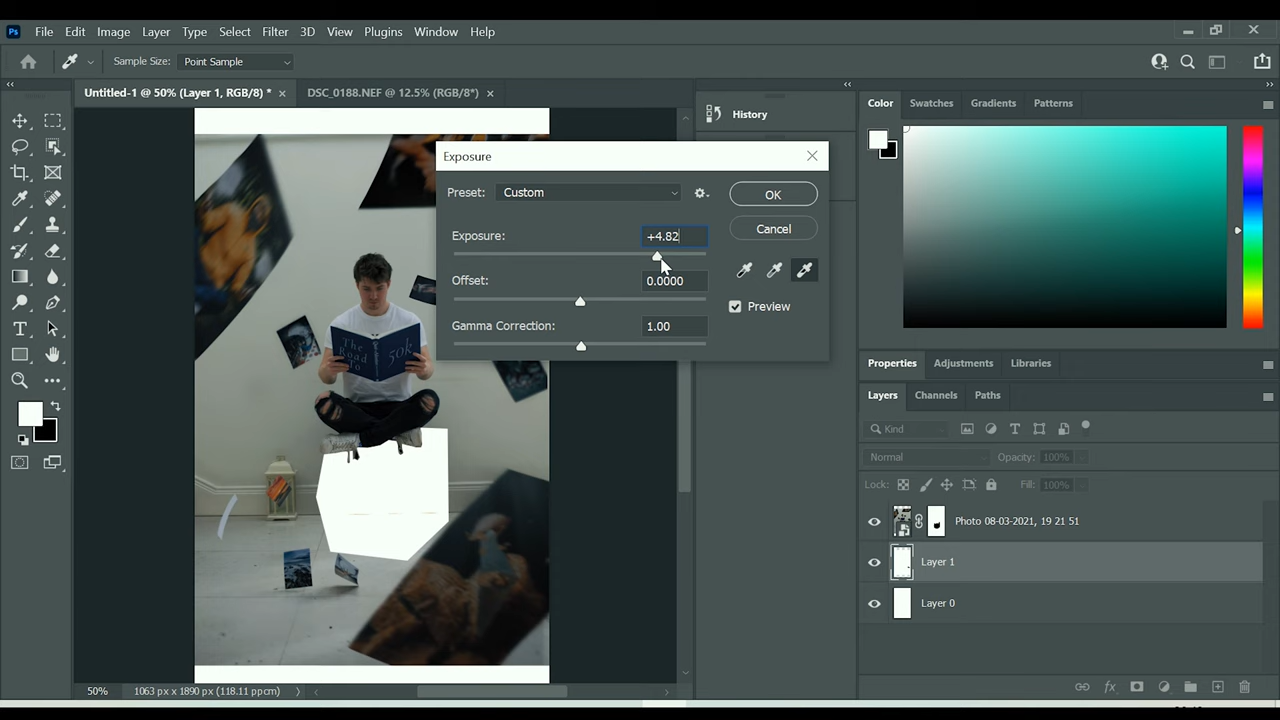 Ps File Edit Image Layer Type Select Filter 3D View Plugins Window Help
Sample Size: Point Sample
Untitled-1 @ 50% (Layer 1, RGB/8) * × DSC_0188.NEF @ 12.5% (RGB/8*) ×
History
Color Swatches Gradients Patterns
Exposure
Preset: Custom
OK
Exposure: +4.82
Cancel
Offset: 0.0000
Preview
Gamma Correction: 1.00
The
Road
To
50k
Properties Adjustments Libraries
Layers Channels Paths
Kind
Normal Opacity: 100%
Lock: Fill: 100%
Photo 08-03-2021, 19 21 51
Layer 1
Layer 0
50% 1063 px x 1890 px (118.11 ppcm)